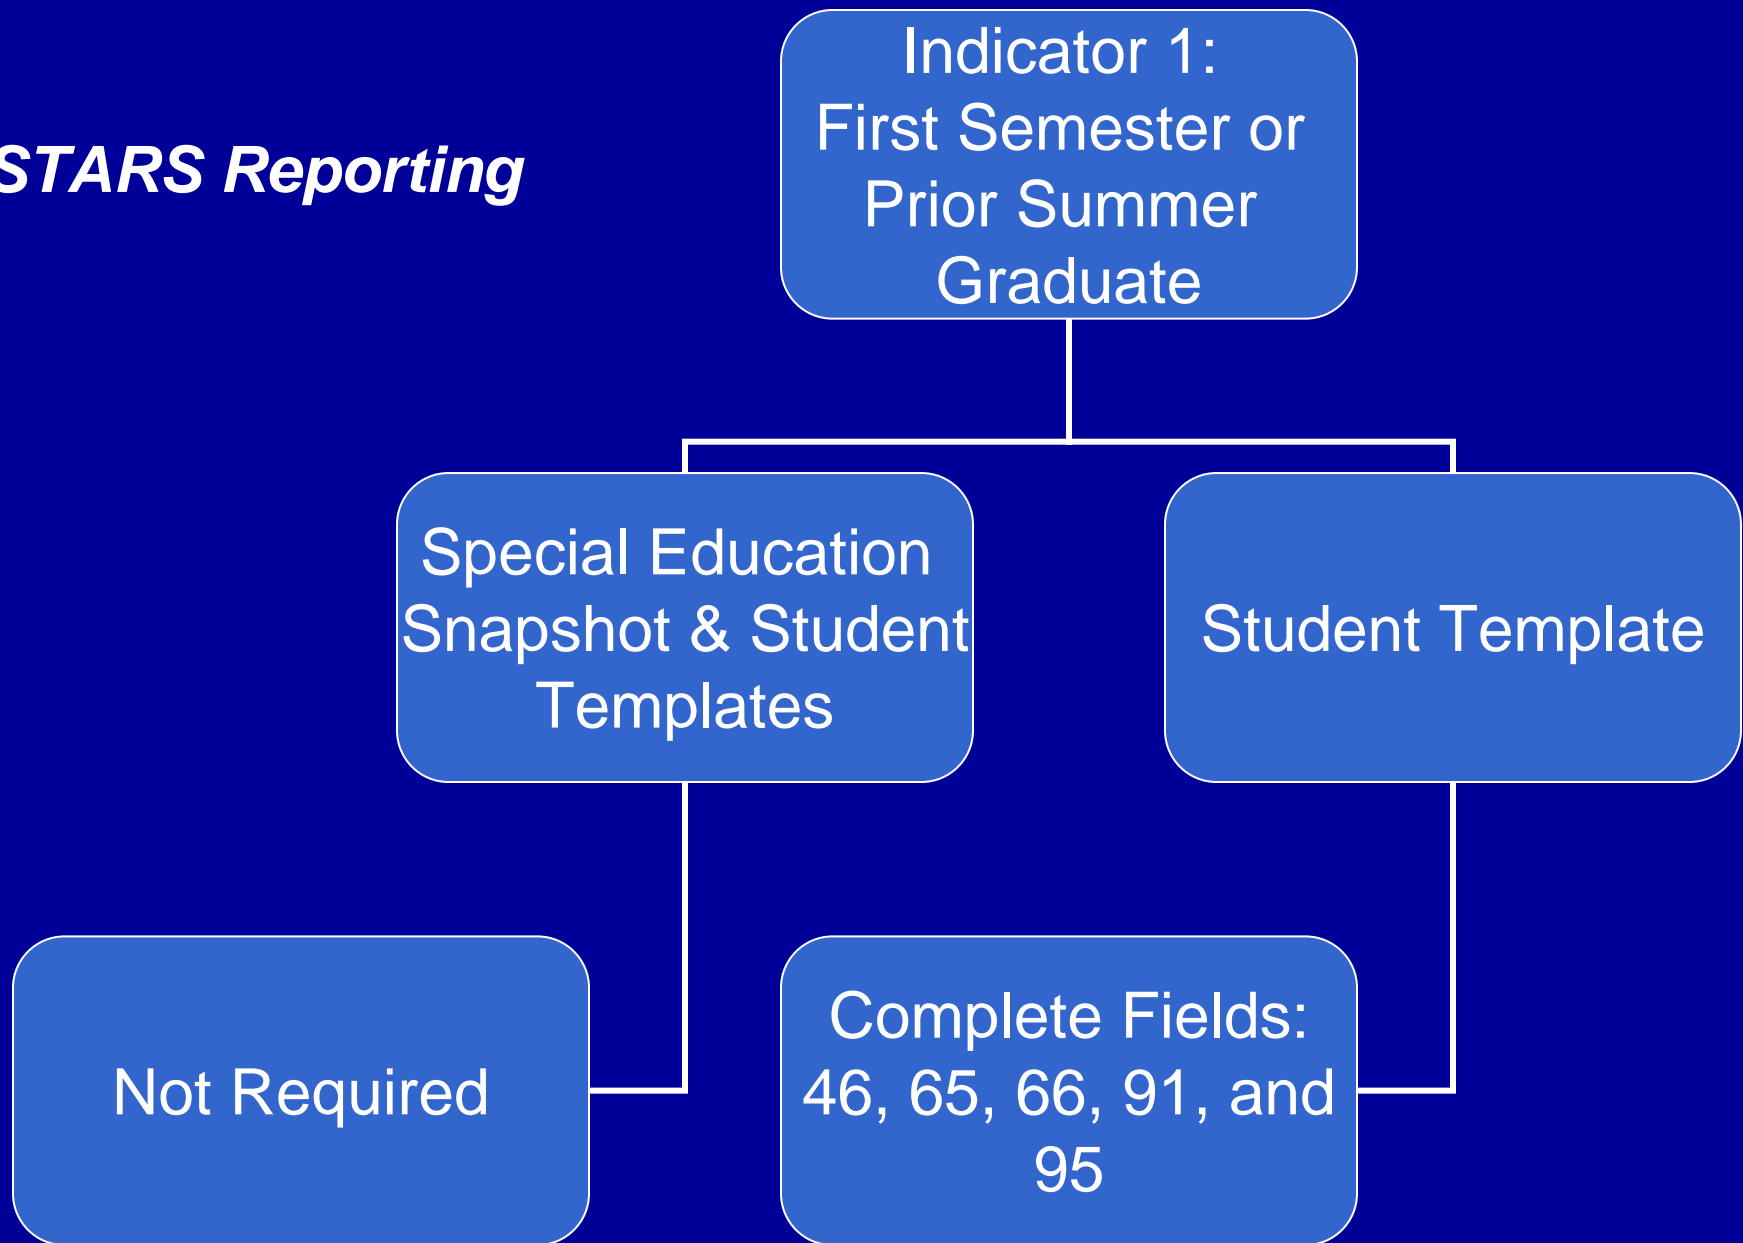 STARS Reporting
Indicator 1:
First Semester or
Prior Summer
Graduate
Special Education
Snapshot & Student
Templates
Student Template
Not Required
Complete Fields:
46, 65, 66, 91, and
95